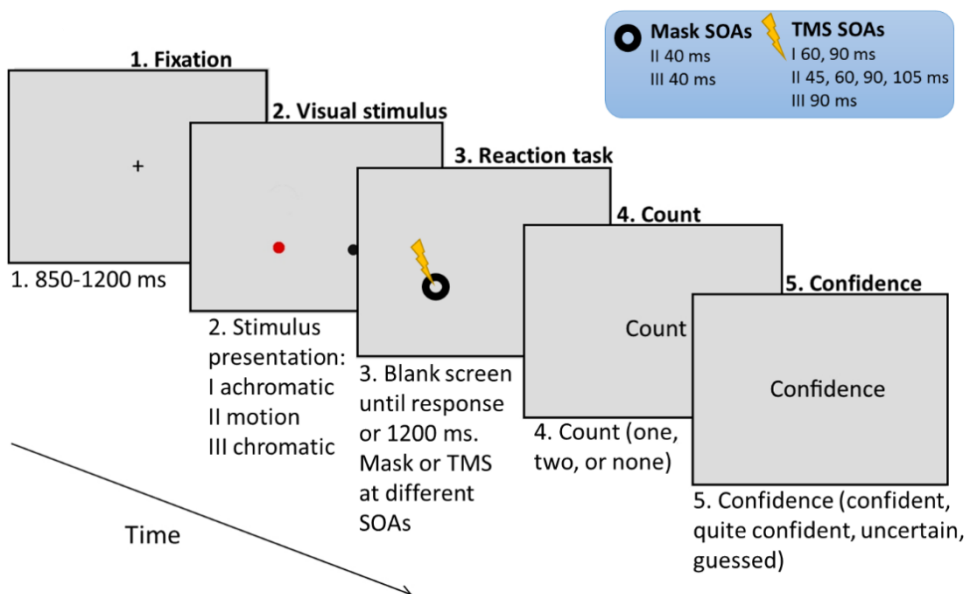 Mask SOAs
II 40 ms
III 40 ms
TMS SOAs
I 60, 90 ms
II 45, 60, 90, 105 ms
III 90 ms
1. Fixation
+
1. 850-1200 ms
2. Visual stimulus
2. Stimulus
presentation:
I achromatic
II motion
III chromatic
3. Reaction task
3. Blank screen
until response
or 1200 ms.
Mask or TMS
at different
SOAs
4. Count
Count
4. Count (one,
two, or none)
5. Confidence
Confidence
5. Confidence (confident,
quite confident, uncertain,
guessed)
Time